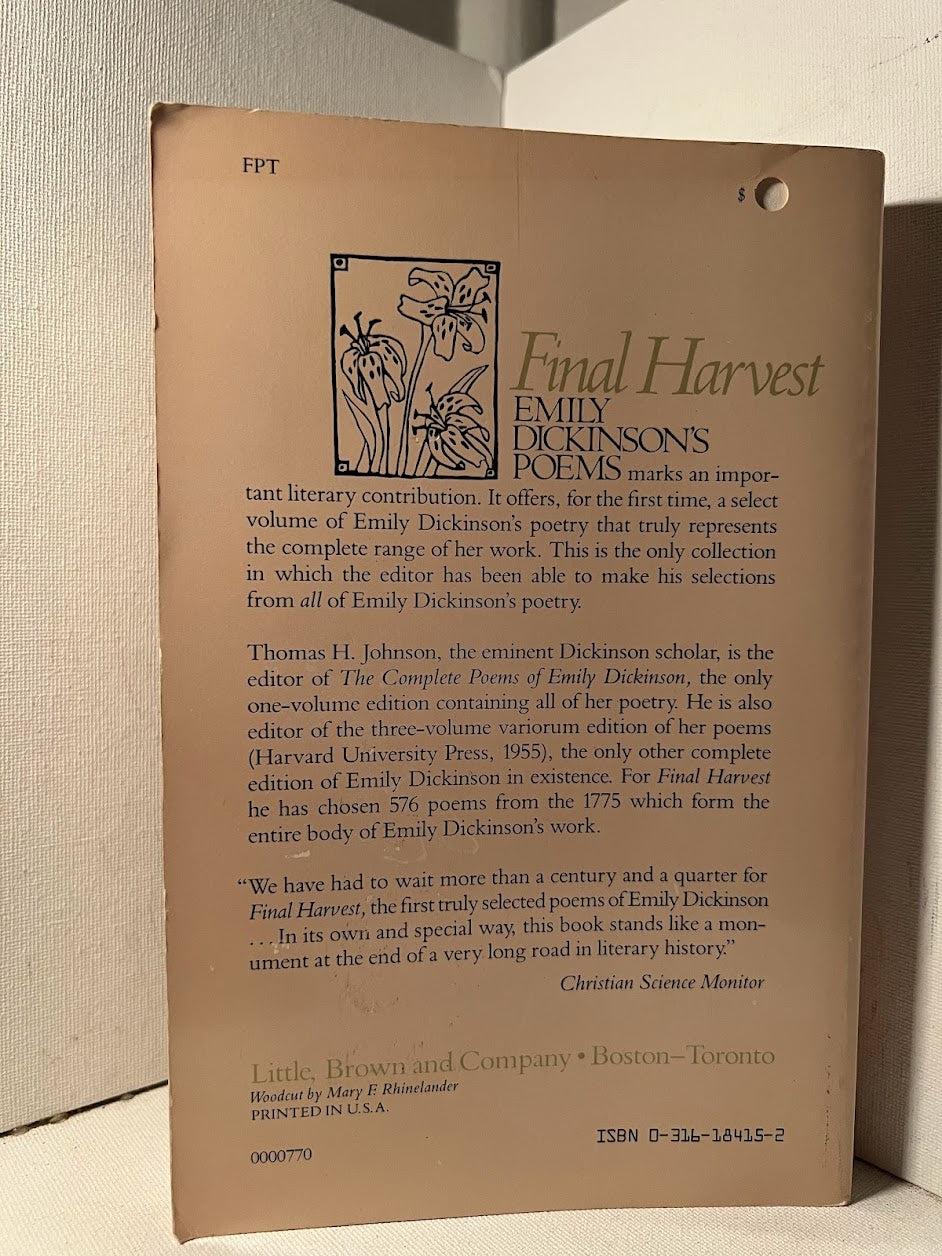 FPT
$
Final Harvest
EMILY
DICKINSON'S
POEMS marks an impor-
tant literary contribution. It offers, for the first time, a select
volume of Emily Dickinson's poetry that truly represents
the complete range of her work. This is the only collection
in which the editor has been able to make his selections
from all of Emily Dickinson's poetry.
Thomas H. Johnson, the eminent Dickinson scholar, is the
editor of The Complete Poems of Emily Dickinson, the only
one-volume edition containing all of her poetry. He is also
editor of the three-volume variorum edition of her poems
(Harvard University Press, 1955), the only other complete
edition of Emily Dickinson in existence. For Final Harvest
he has chosen 576 poems from the 1775 which form the
entire body of Emily Dickinson's work.
“We have had to wait more than a century and a quarter for
Final Harvest, the first truly selected poems of Emily Dickinson
...In its own and special way, this book stands like a mon-
ument at the end of a very long road in literary history.”
Christian Science Monitor
Little, Brown and Company • Boston–Toronto
Woodcut by Mary F. Rhinelander
PRINTED IN U.S.A.
ISBN 0-316-18415-2
0000770